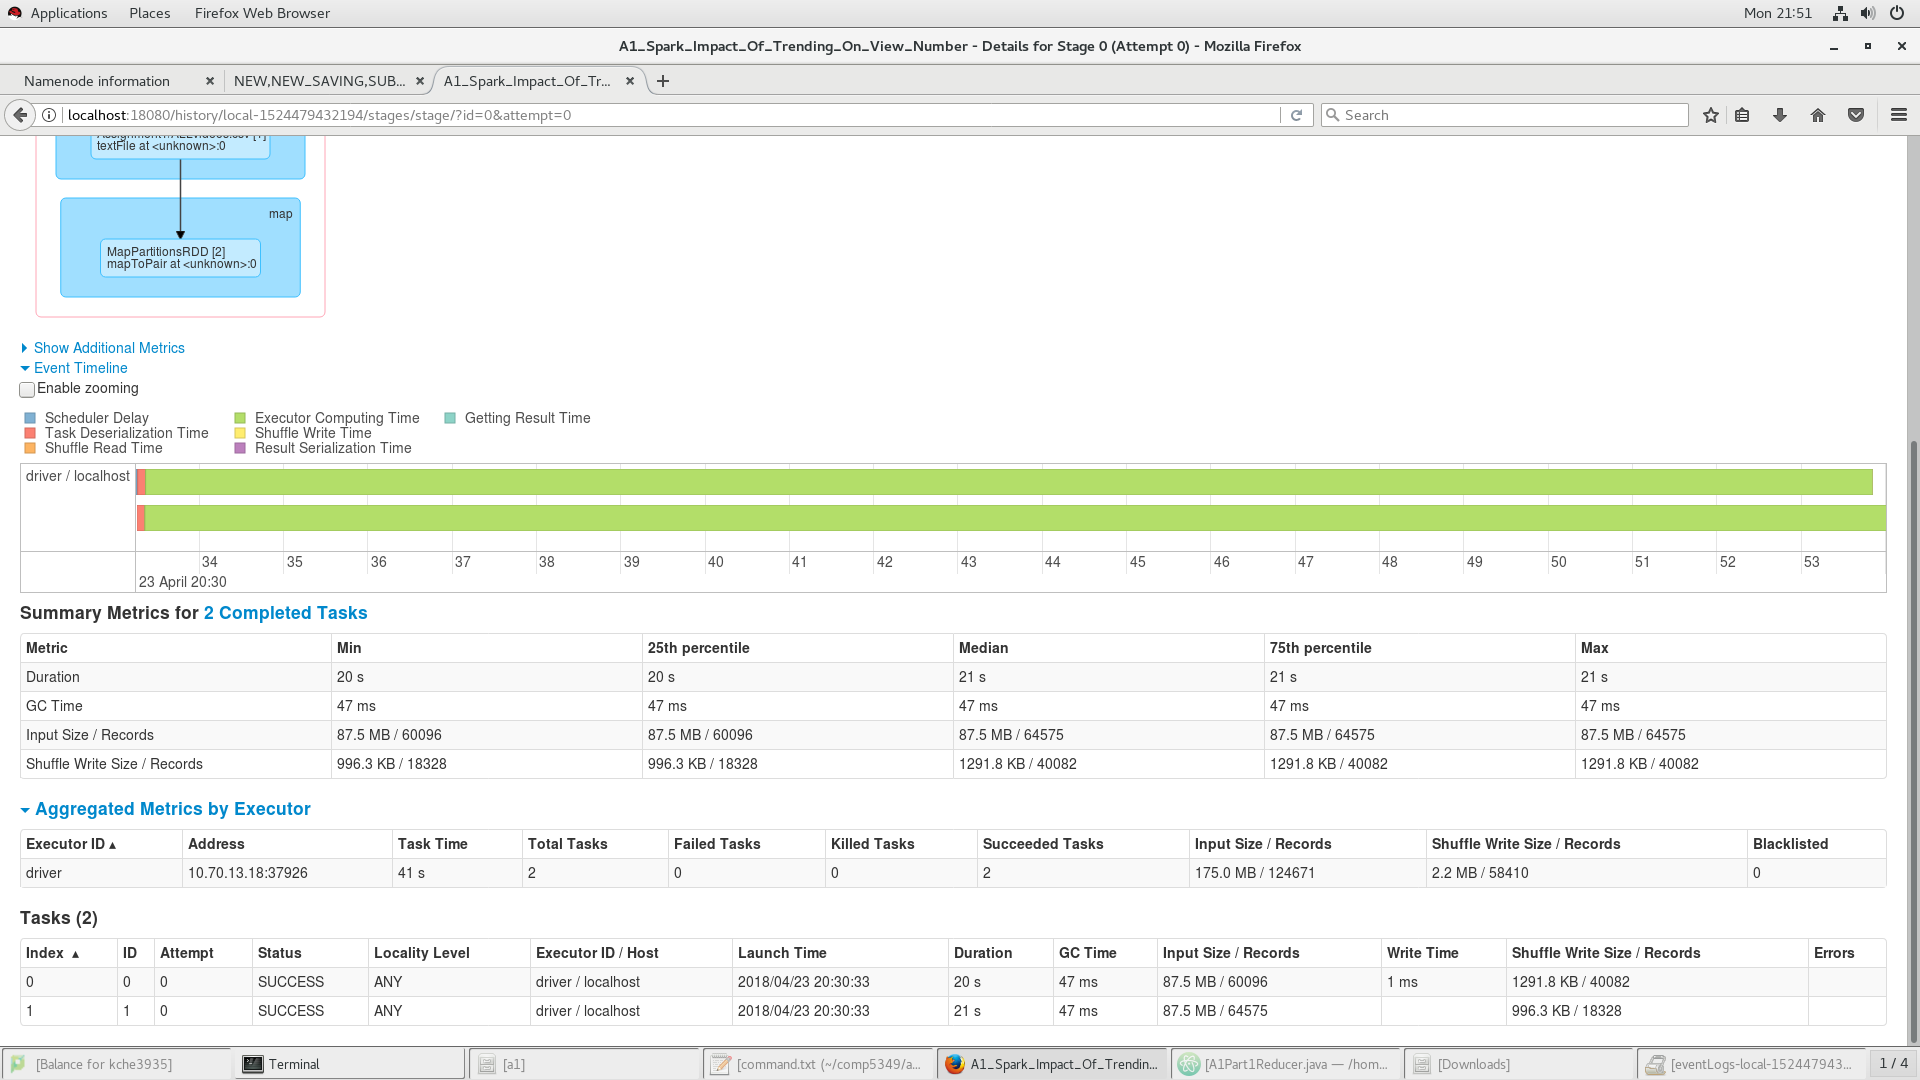 Applications Places Firefox Web Browser Mon 21:51
A1_Spark_Impact_Of_Trending_On_View_Number - Details for Stage 0 (Attempt 0) - Mozilla Firefox
Namenode information NEW,NEW_SAVING,SUB... A1_Spark_Impact_Of_Tr...
localhost:18080/history/local-1524479432194/stages/stage/?id=0&attempt=0 Search
textFile at <unknown>:0
map
MapPartitionsRDD [2]
mapToPair at <unknown>:0
Show Additional Metrics
Event Timeline
Enable zooming
Scheduler Delay Executor Computing Time Getting Result Time
Task Deserialization Time Shuffle Write Time
Shuffle Read Time Result Serialization Time
driver / localhost
34 35 36 37 38 39 40 41 42 43 44 45 46 47 48 49 50 51 52 53
23 April 20:30
Summary Metrics for 2 Completed Tasks
Metric Min 25th percentile Median 75th percentile Max
Duration 20 s 20 s 21 s 21 s 21 s
GC Time 47 ms 47 ms 47 ms 47 ms 47 ms
Input Size / Records 87.5 MB / 60096 87.5 MB / 60096 87.5 MB / 64575 87.5 MB / 64575 87.5 MB / 64575
Shuffle Write Size / Records 996.3 KB / 18328 996.3 KB / 18328 1291.8 KB / 40082 1291.8 KB / 40082 1291.8 KB / 40082
Aggregated Metrics by Executor
Executor ID Address Task Time Total Tasks Failed Tasks Killed Tasks Succeeded Tasks Input Size / Records Shuffle Write Size / Records Blacklisted
driver 10.70.13.18:37926 41 s 2 0 0 2 175.0 MB / 124671 2.2 MB / 58410 0
Tasks (2)
Index ID Attempt Status Locality Level Executor ID / Host Launch Time Duration GC Time Input Size / Records Write Time Shuffle Write Size / Records Errors
0 0 0 SUCCESS ANY driver / localhost 2018/04/23 20:30:33 20 s 47 ms 87.5 MB / 60096 1 ms 1291.8 KB / 40082
1 1 0 SUCCESS ANY driver / localhost 2018/04/23 20:30:33 21 s 47 ms 87.5 MB / 64575 996.3 KB / 18328
[Balance for kche3935] Terminal [a1] [command.txt (~/comp5349/a... A1_Spark_Impact_Of_Trendin... [A1Part1Reducer.java — /hom... [Downloads] [eventLogs-local-152447943... 1 / 4